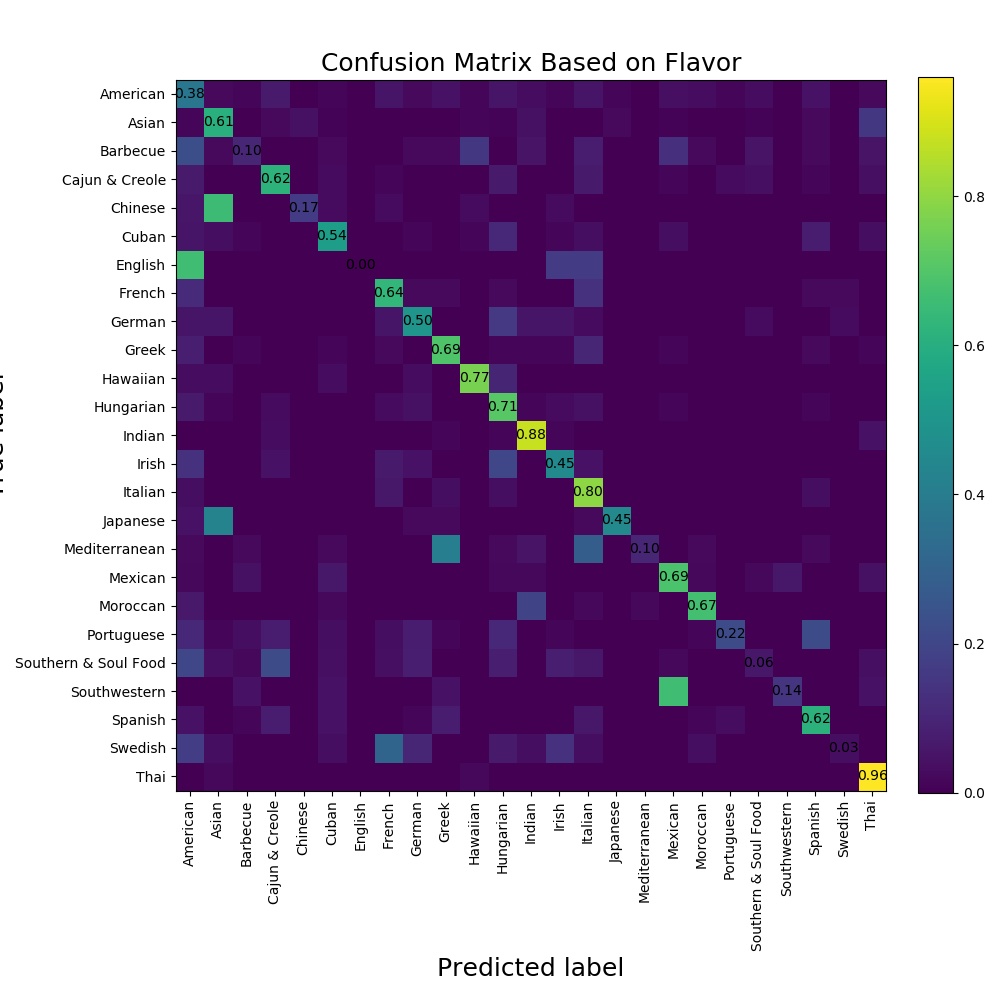 Confusion Matrix Based on Flavor
American 0.38
Asian 0.61
Barbecue 0.10
Cajun & Creole 0.62
Chinese 0.17
Cuban 0.54
English 0.00
French 0.64
German 0.50
Greek 0.69
Hawaiian 0.77
Hungarian 0.71
Indian 0.88
Irish 0.45
Italian 0.80
Japanese 0.45
Mediterranean 0.10
Mexican 0.69
Moroccan 0.67
Portuguese 0.22
Southern & Soul Food 0.06
Southwestern 0.14
Spanish 0.62
Swedish 0.03
Thai 0.96
American
Asian
Barbecue
Cajun & Creole
Chinese
Cuban
English
French
German
Greek
Hawaiian
Hungarian
Indian
Irish
Italian
Japanese
Mediterranean
Mexican
Moroccan
Portuguese
Southern & Soul Food
Southwestern
Spanish
Swedish
Thai
Predicted label
0.8
0.6
0.4
0.2
0.0